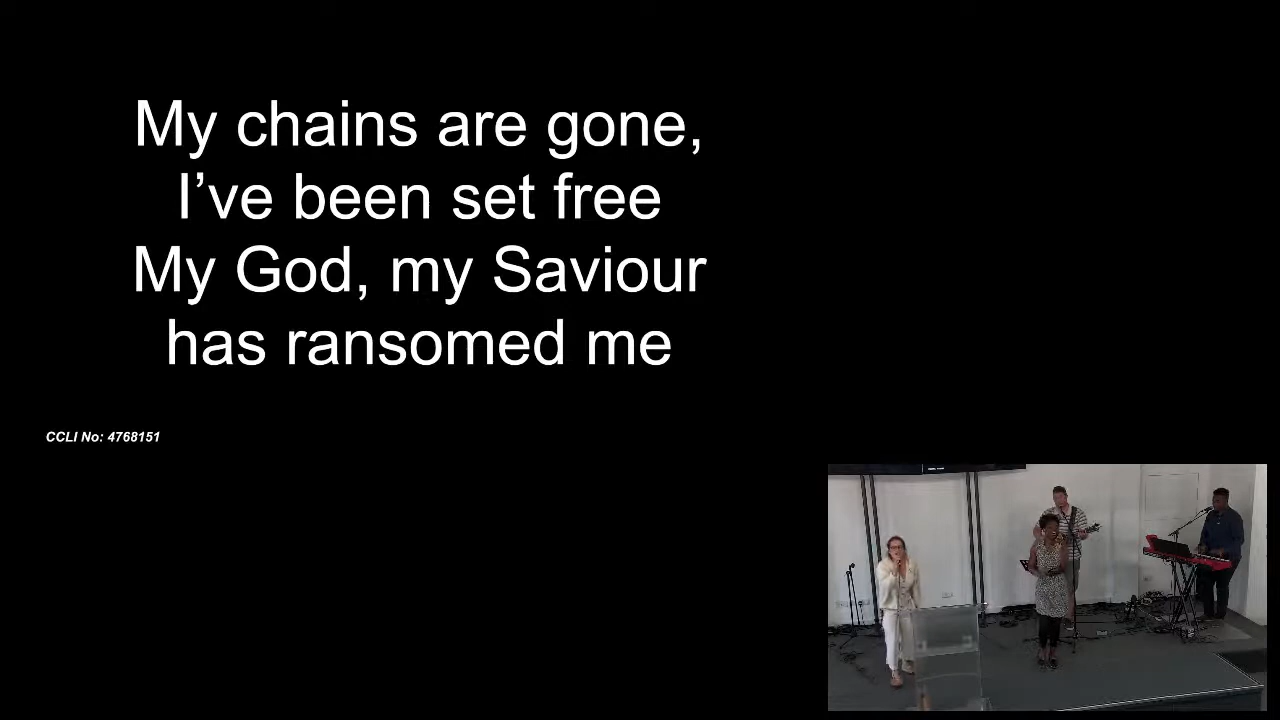 My chains are gone,
I’ve been set free
My God, my Saviour
has ransomed me
CCLI No: 4768151